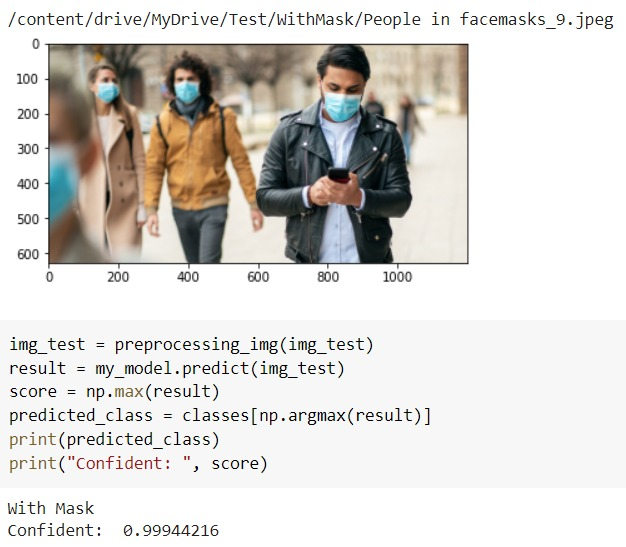 /content/drive/MyDrive/Test/WithMask/People in facemasks_9.jpeg
0
100
200
300
400
500
600
0 200 400 600 800 1000
img_test = preprocessing_img(img_test)
result = my_model.predict(img_test)
score = np.max(result)
predicted_class = classes[np.argmax(result)]
print(predicted_class)
print("Confident: ", score)
With Mask
Confident:  0.99944216